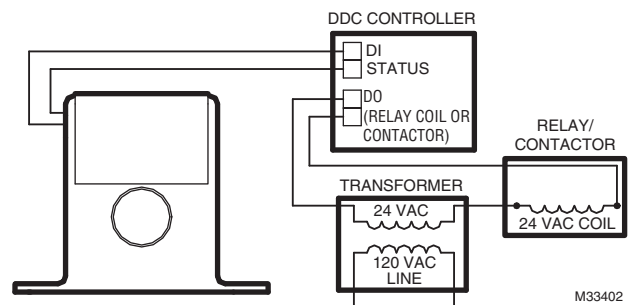 DDC CONTROLLER
DI
STATUS
DO
(RELAY COIL OR
CONTACTOR)
RELAY/
CONTACTOR
TRANSFORMER
24 VAC
24 VAC COIL
120 VAC
LINE
M33402